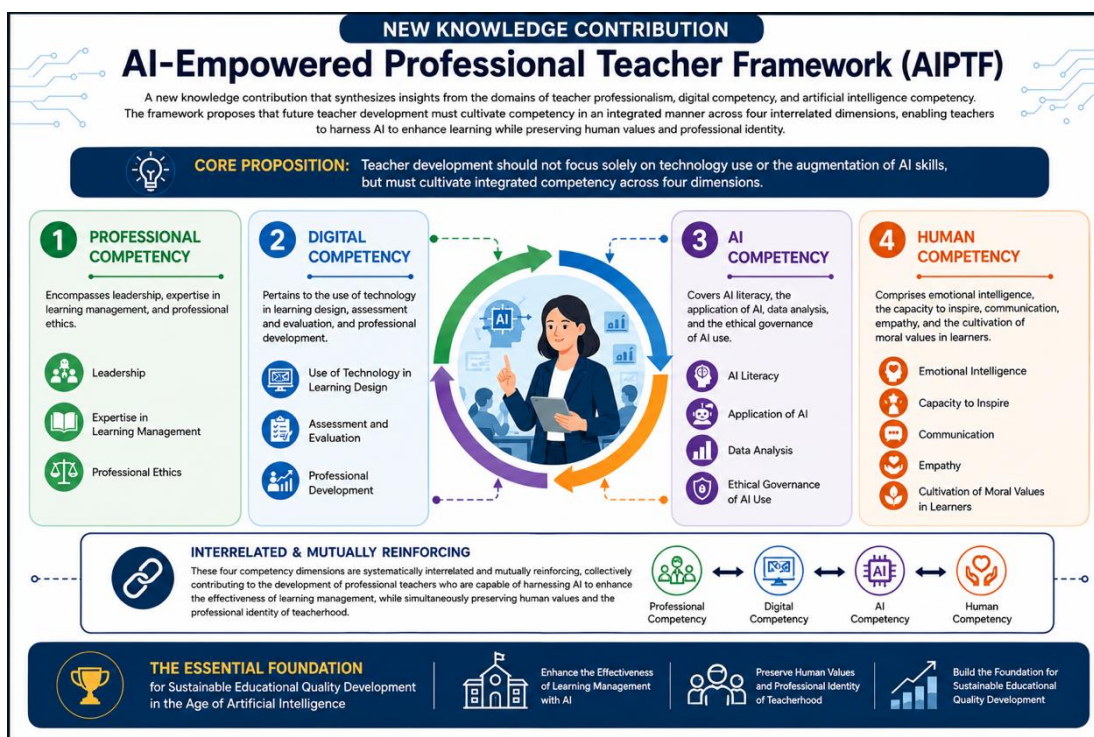 NEW KNOWLEDGE CONTRIBUTION
AI-Empowered Professional Teacher Framework (AIPTF)
A new knowledge contribution that synthesizes insights from the domains of teacher professionalism, digital competency, and artificial intelligence competency.
The framework proposes that future teacher development must cultivate competency in an integrated manner across four interrelated dimensions, enabling teachers
to harness AI to enhance learning while preserving human values and professional identity.
CORE PROPOSITION: Teacher development should not focus solely on technology use or the augmentation of AI skills,
but must cultivate integrated competency across four dimensions.
1 PROFESSIONAL
COMPETENCY
Encompasses leadership, expertise in
learning management, and professional
ethics.
Leadership
Expertise in
Learning Management
Professional Ethics
2 DIGITAL
COMPETENCY
Pertains to the use of technology
in learning design, assessment
and evaluation, and professional
development.
Use of Technology in
Learning Design
Assessment and
Evaluation
Professional
Development
AI
3 AI
COMPETENCY
Covers AI literacy, the
application of AI, data analysis,
and the ethical governance
of AI use.
AI Literacy
Application of AI
Data Analysis
Ethical Governance
of AI Use
4 HUMAN
COMPETENCY
Comprises emotional intelligence,
the capacity to inspire, communication,
empathy, and the cultivation of
moral values in learners.
Emotional Intelligence
Capacity to Inspire
Communication
Empathy
Cultivation of Moral Values
in Learners
INTERRELATED & MUTUALLY REINFORCING
These four competency dimensions are systematically interrelated and mutually reinforcing, collectively
contributing to the development of professional teachers who are capable of harnessing AI to enhance
the effectiveness of learning management, while simultaneously preserving human values and the
professional identity of teacherhood.
Professional
Competency
Digital
Competency
AI
AI
Competency
Human
Competency
THE ESSENTIAL FOUNDATION
for Sustainable Educational Quality Development
in the Age of Artificial Intelligence
Enhance the Effectiveness
of Learning Management
with AI
Preserve Human Values
and Professional Identity
of Teacherhood
Build the Foundation for
Sustainable Educational
Quality Development